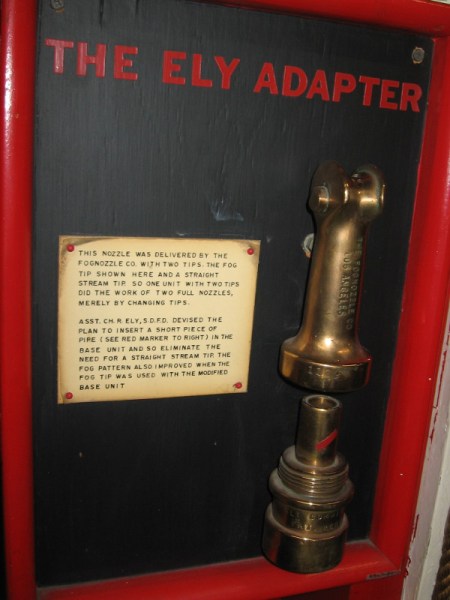 THE ELY ADAPTER
THIS NOZZLE WAS DELIVERED BY THE
FOGNOZZLE CO. WITH TWO TIPS. THE FOG
TIP SHOWN HERE AND A STRAIGHT
STREAM TIP. SO ONE UNIT WITH TWO TIPS
DID THE WORK OF TWO FULL NOZZLES,
MERELY BY CHANGING TIPS.
ASST. CH. R. ELY, S.D.F.D. DEVISED THE
PLAN TO INSERT A SHORT PIECE OF
PIPE (SEE RED MARKER TO RIGHT) IN THE
BASE UNIT AND SO ELIMINATE THE
NEED FOR A STRAIGHT STREAM TIP. THE
FOG PATTERN ALSO IMPROVED WHEN THE
FOG TIP WAS USED WITH THE MODIFIED
BASE UNIT